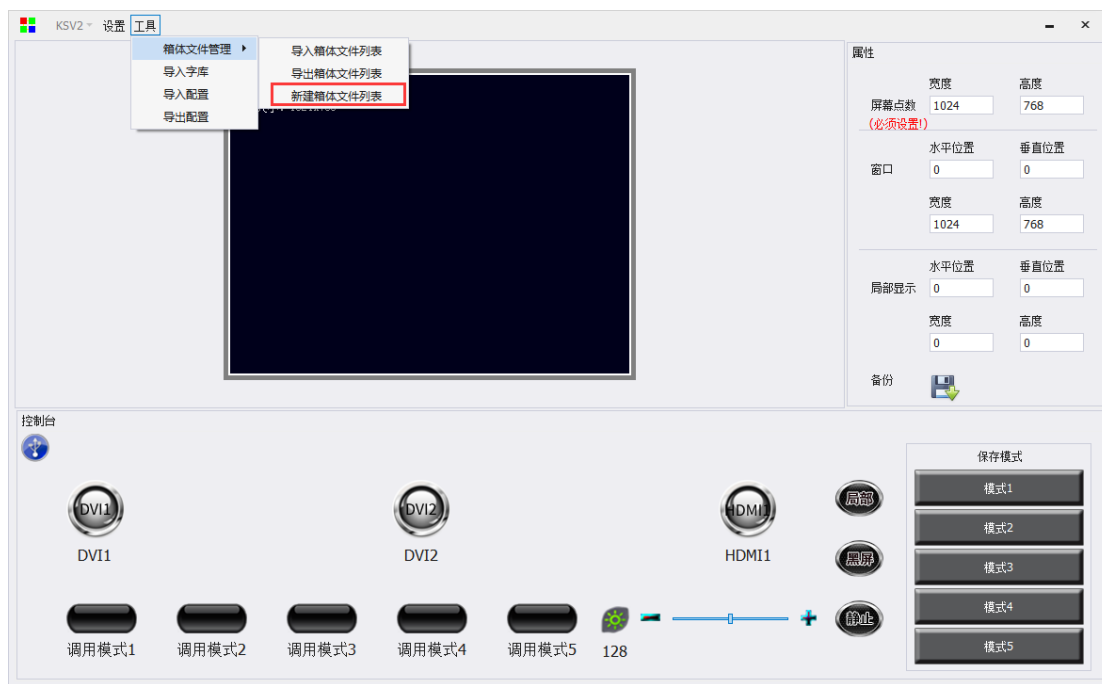 KSV2 设置 工具
箱体文件管理
导入字库
导入配置
导出配置
导入箱体文件列表
导出箱体文件列表
新建箱体文件列表
属性
宽度 高度
屏幕点数 1024 768
(必须设置!)
水平位置 垂直位置
窗口 0 0
宽度 高度
1024 768
水平位置 垂直位置
局部显示 0 0
宽度 高度
0 0
备份
控制台
DVI1 DVI2 HDMI1 局部
DVI1 DVI2 HDMI1
黑屏
静止
调用模式1 调用模式2 调用模式3 调用模式4 调用模式5 128
保存模式
模式1
模式2
模式3
模式4
模式5